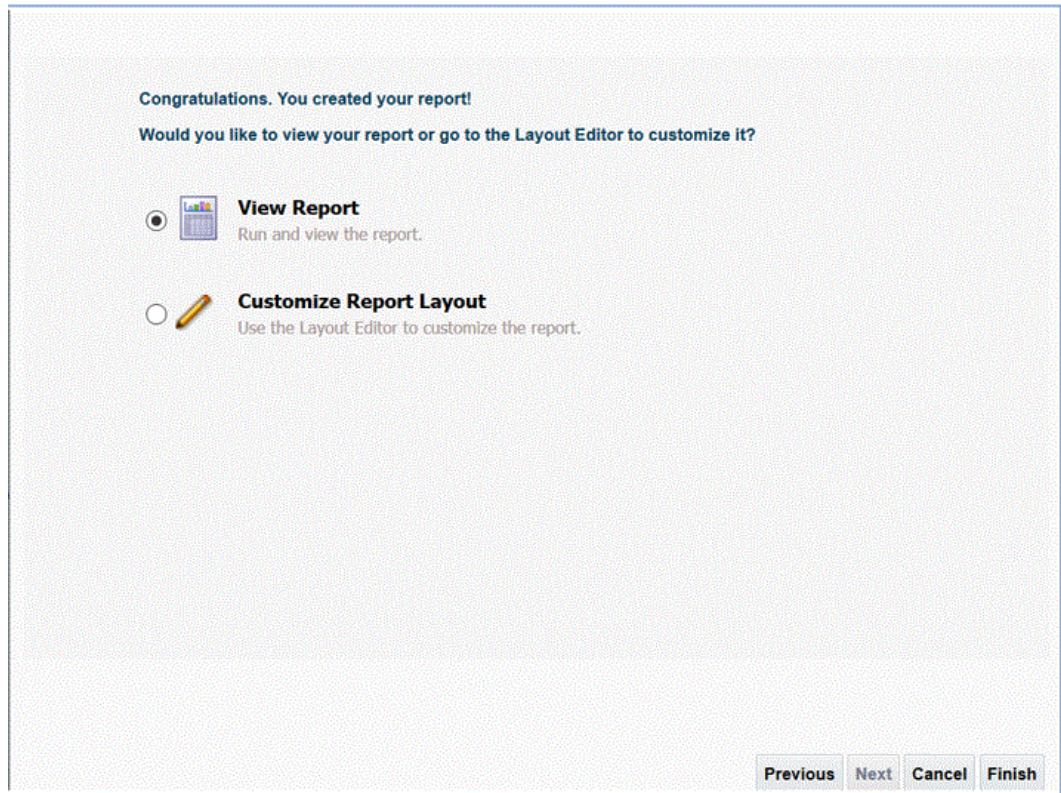 Congratulations. You created your report!
Would you like to view your report or go to the Layout Editor to customize it?
View Report
Run and view the report.
Customize Report Layout
Use the Layout Editor to customize the report.
Previous Next Cancel Finish